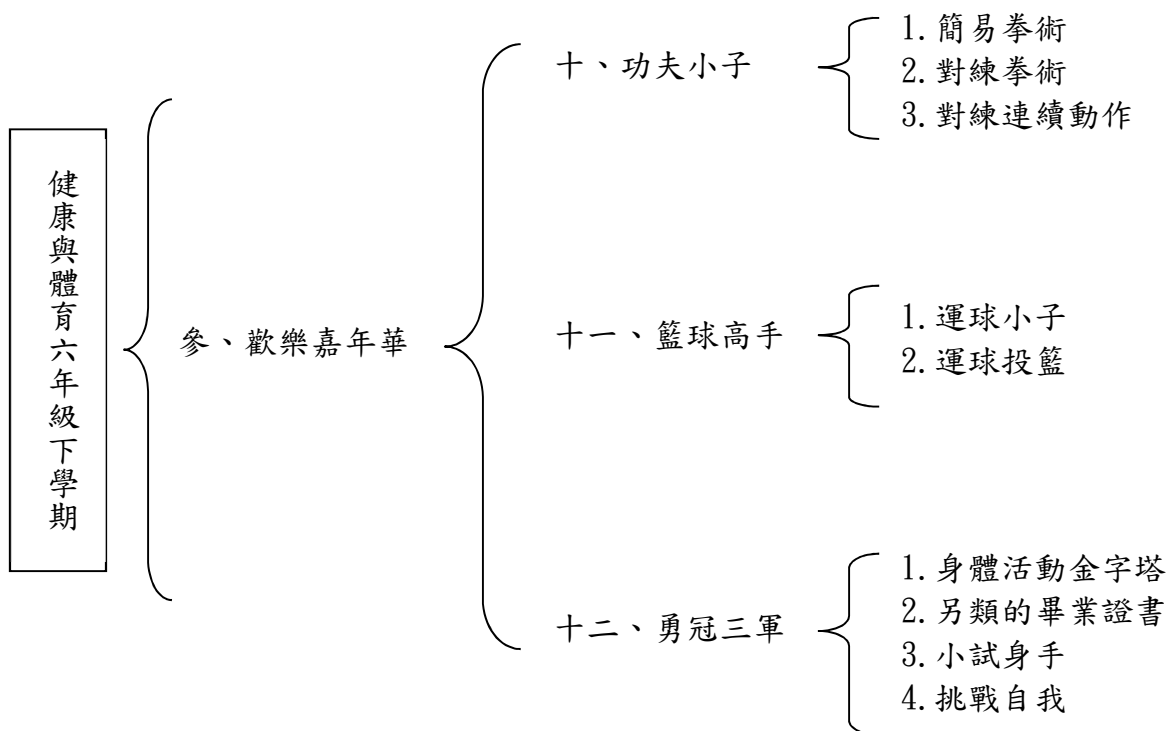 健康與體育六年級下學期
參、歡樂嘉年華
十、功夫小子
1.簡易拳術
2.對練拳術
3.對練連續動作
十一、籃球高手
1.運球小子
2.運球投籃
十二、勇冠三軍
1.身體活動金字塔
2.另類的畢業證書
3.小試身手
4.挑戰自我